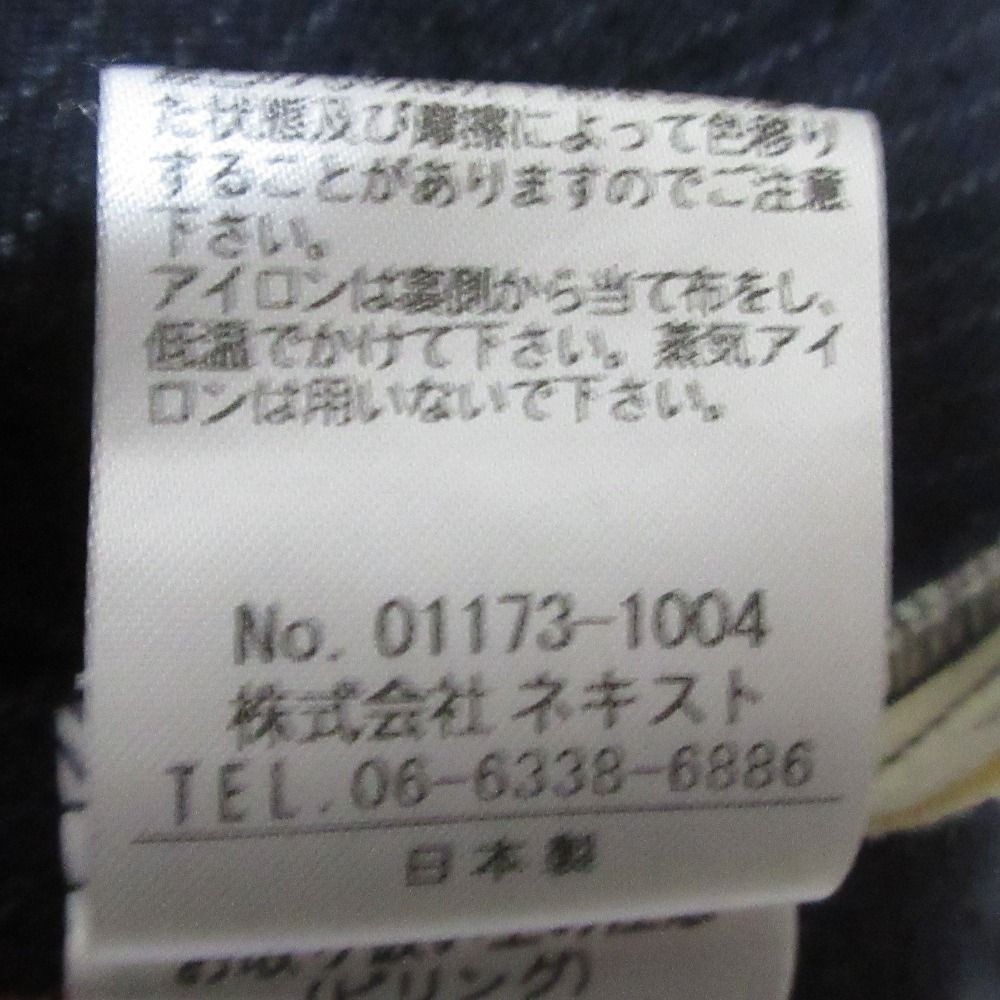 た状態及び摩擦によって色移り
することがありますのでご注意
下さい。
アイロンは裏側から当て布をし、
低温でかけて下さい。蒸気アイ
ロンは用いないで下さい。
No. 01173-1004
株式会社 ネキスト
TEL. 06-6338-6886
日本製
(ピリング)